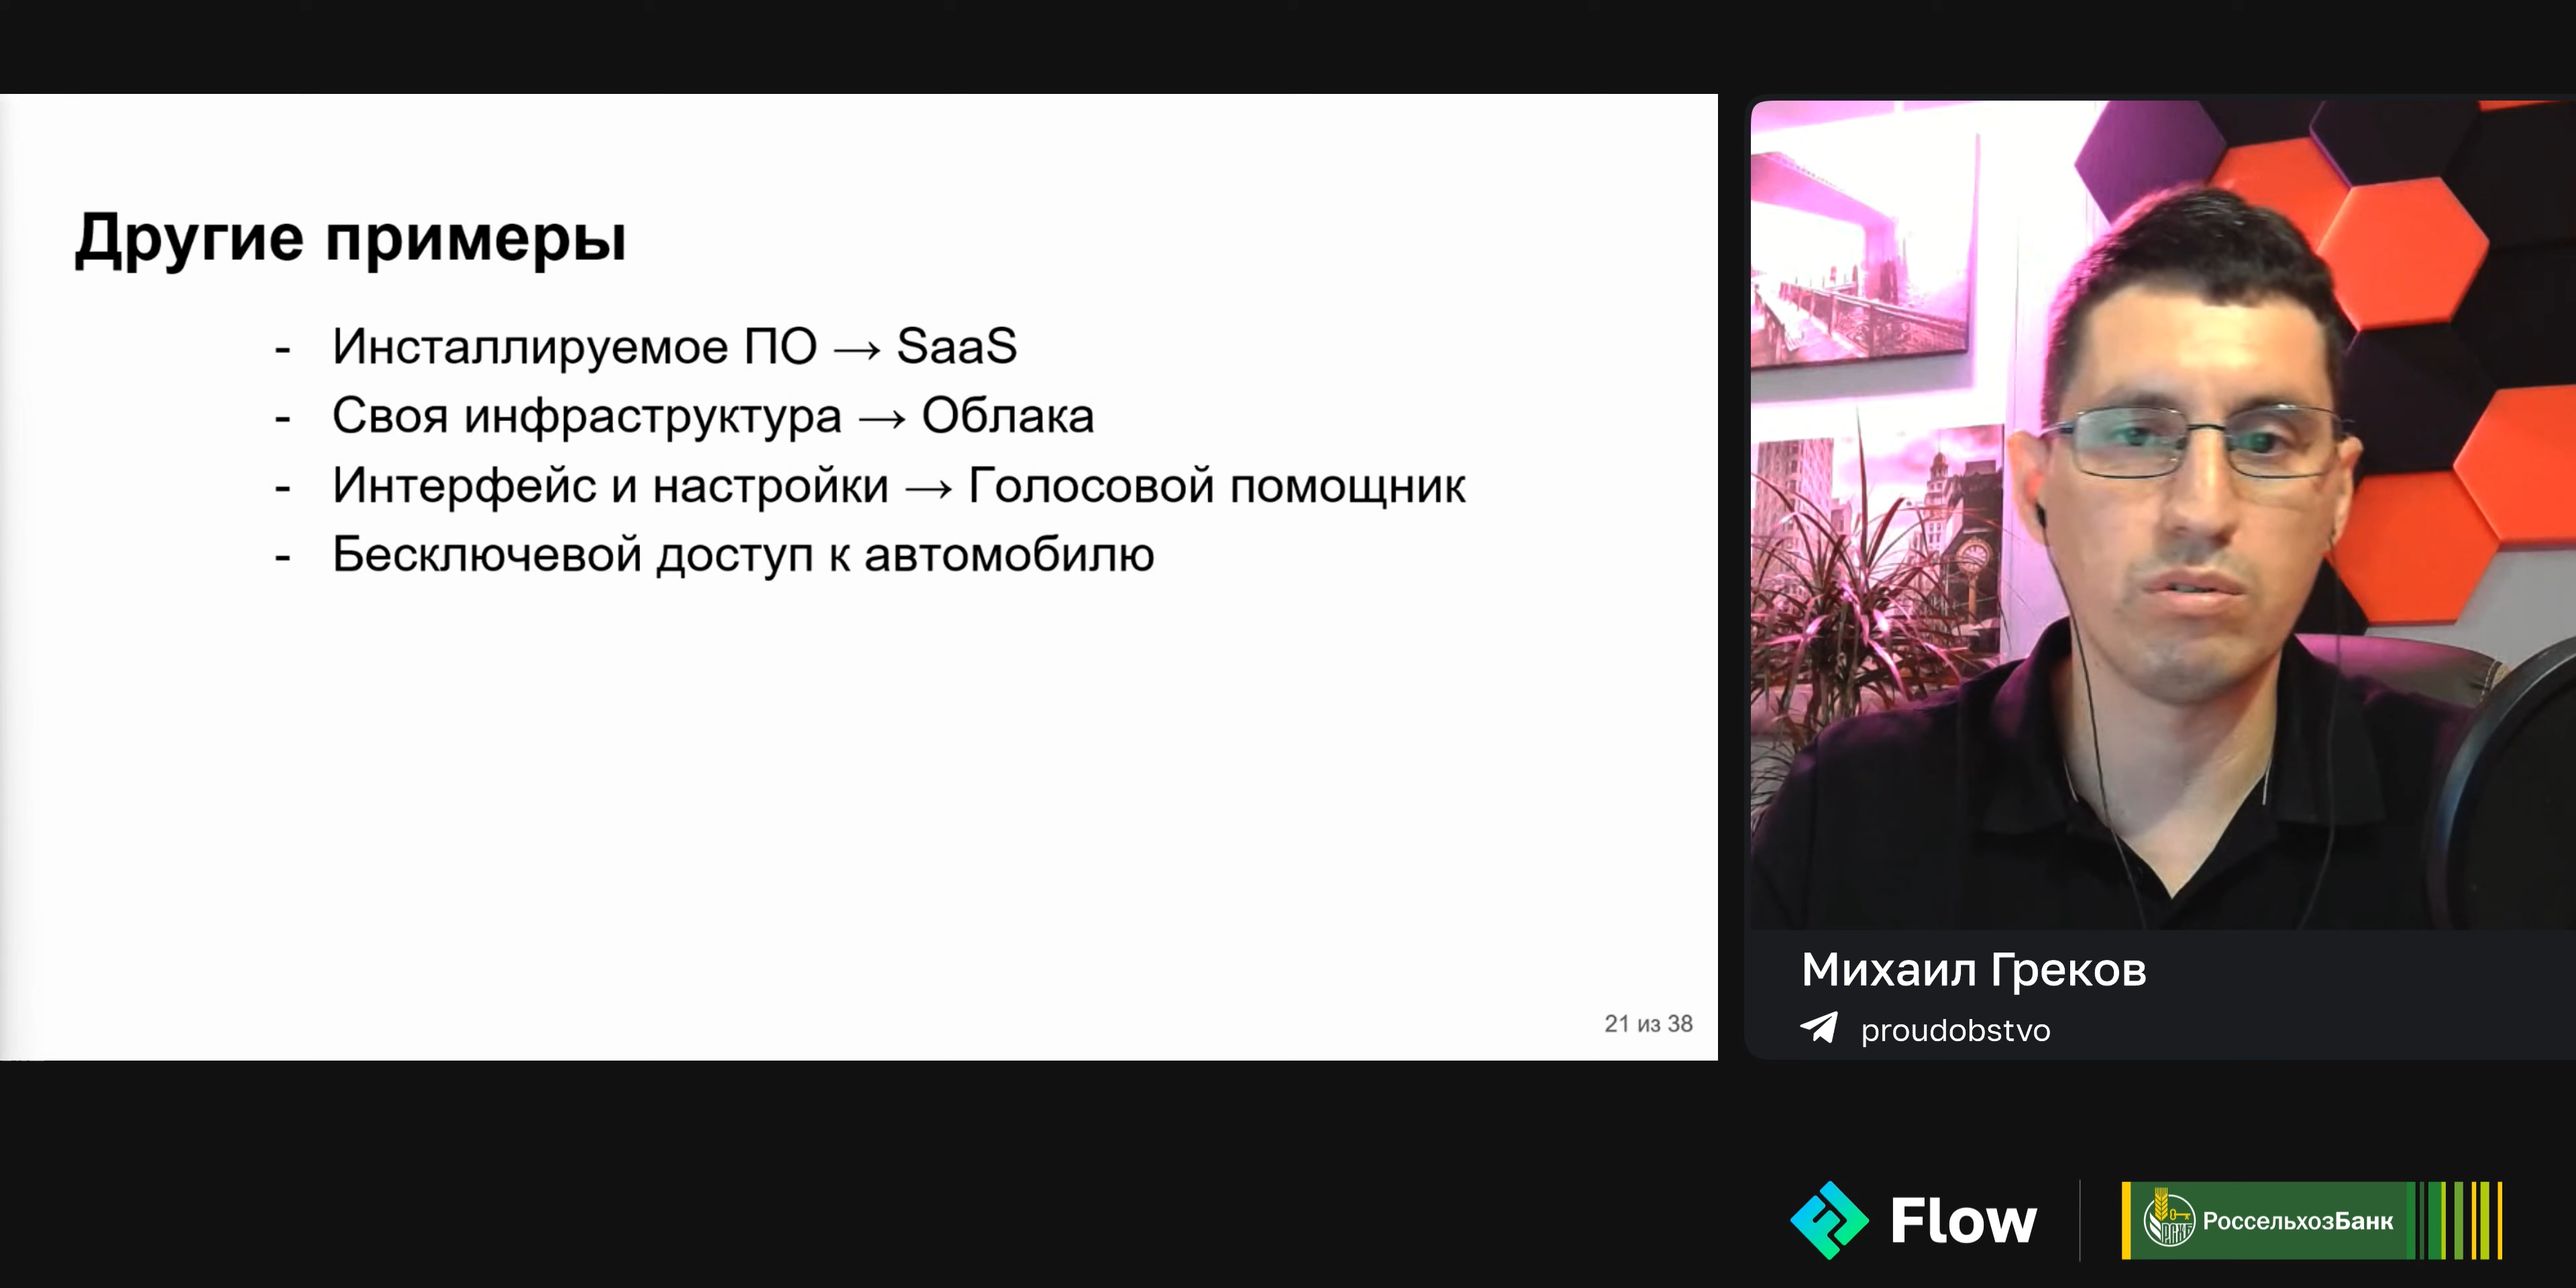 Другие примеры
- Инсталлируемое ПО → SaaS
- Своя инфраструктура → Облака
- Интерфейс и настройки → Голосовой помощник
- Бесключевой доступ к автомобилю
21 из 38
Михаил Греков
proudobstvo
Flow
РоссельхозБанк